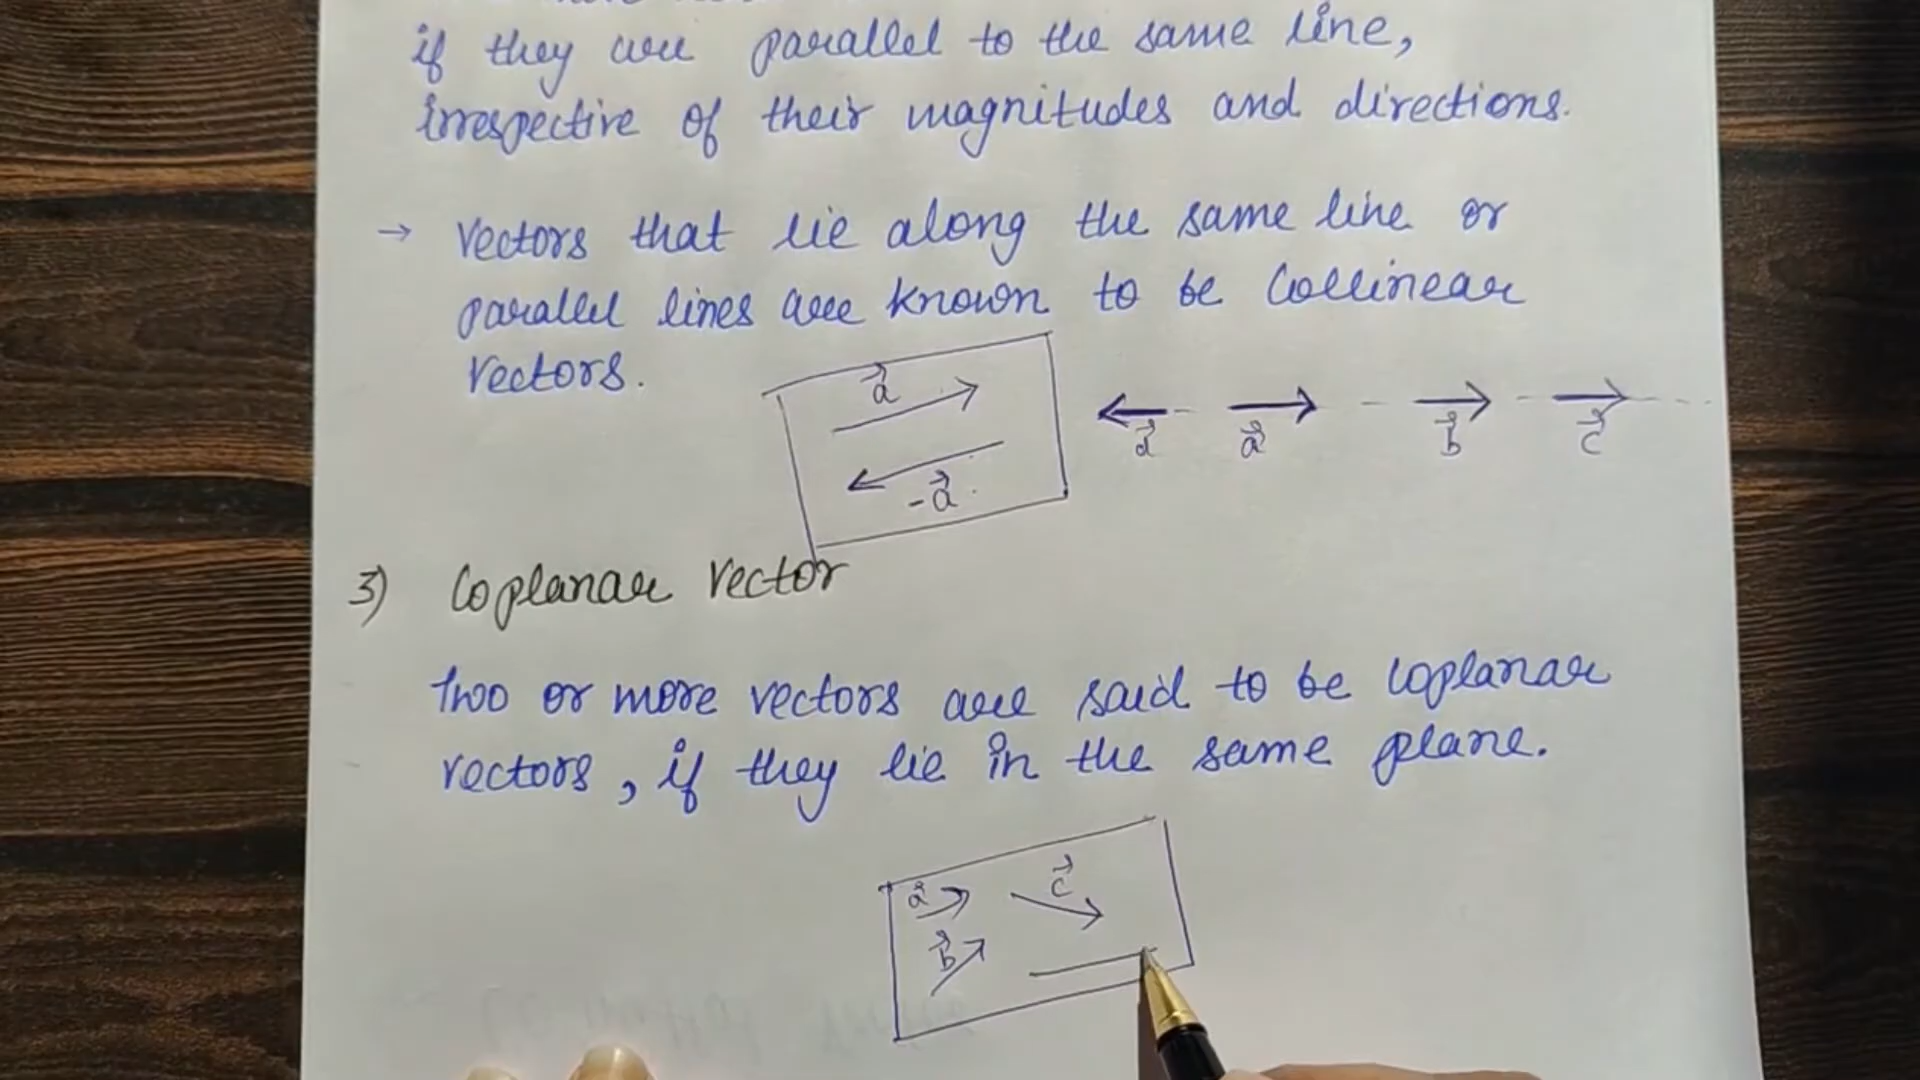 if they are parallel to the same line,
irrespective of their magnitudes and directions.
→ Vectors that lie along the same line or
parallel lines are known to be Collinear
Vectors.
a⃗
-a⃗
d⃗ a⃗ b⃗ c⃗
3) Coplanar Vector
Two or more vectors are said to be Coplanar
vectors, if they lie in the same plane.
a⃗ c⃗
b⃗